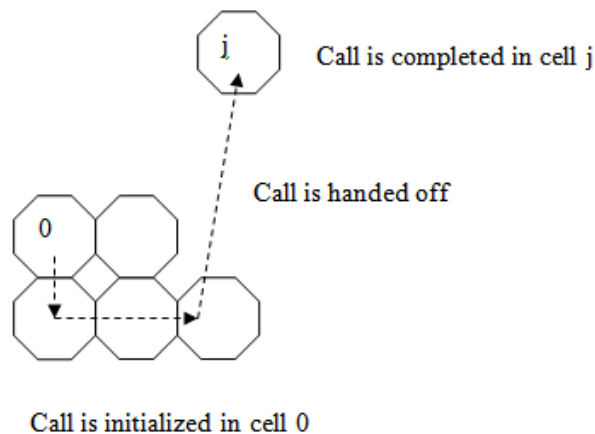 j
Call is completed in cell j
Call is handed off
0
Call is initialized in cell 0